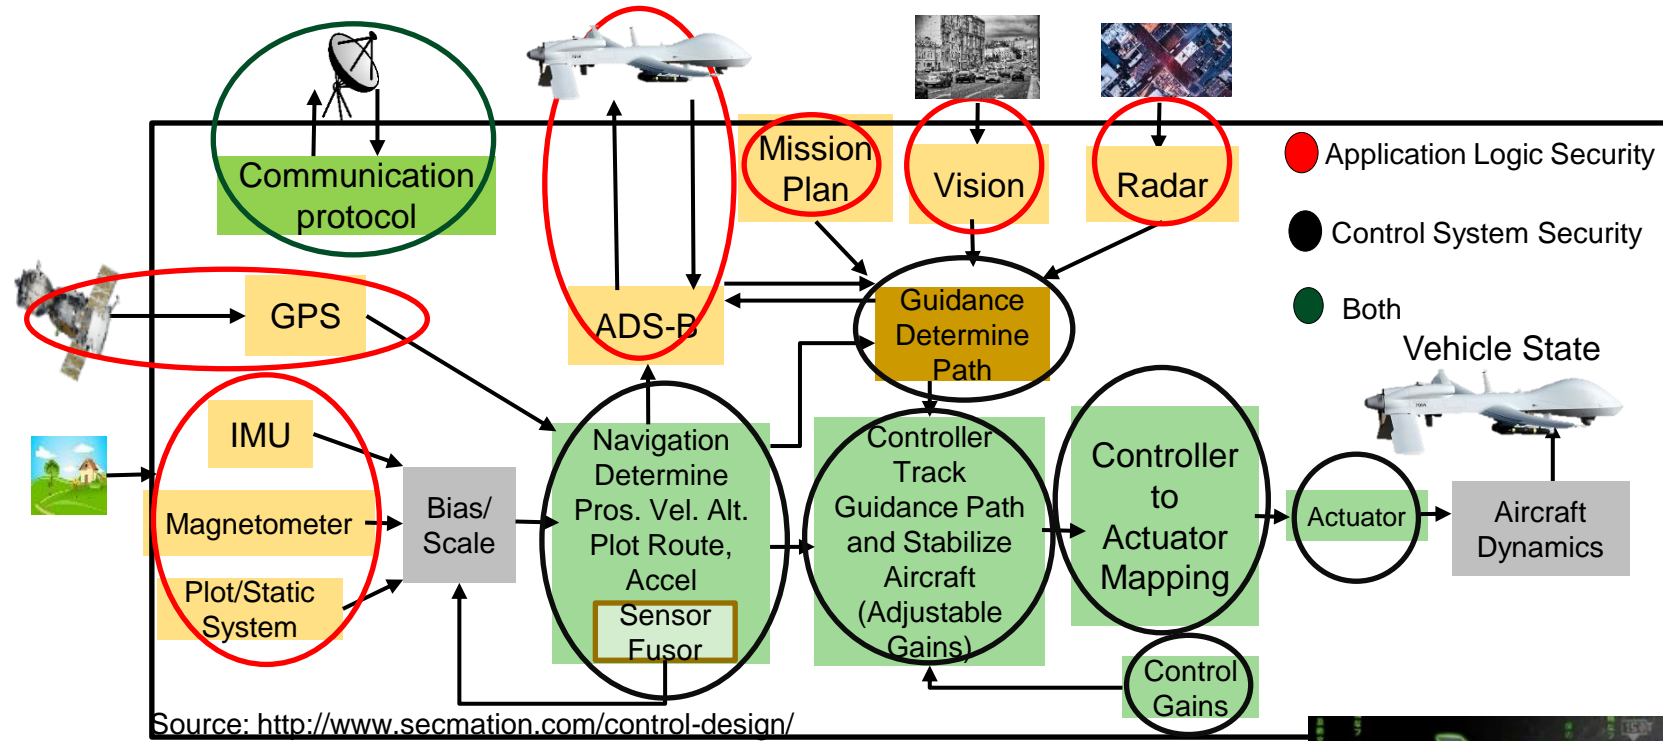 Communication
protocol
Mission
Plan
Vision
Radar
Application Logic Security
Control System Security
Both
GPS
ADS-B
Guidance
Determine
Path
Vehicle State
IMU
Magnetometer
Plot/Static
System
Bias/
Scale
Navigation
Determine
Pros. Vel. Alt.
Plot Route,
Accel
Sensor
Fusor
Controller
Track
Guidance Path
and Stabilize
Aircraft
(Adjustable
Gains)
Controller
to
Actuator
Mapping
Actuator
Aircraft
Dynamics
Control
Gains
Source: http://www.secmation.com/control-design/